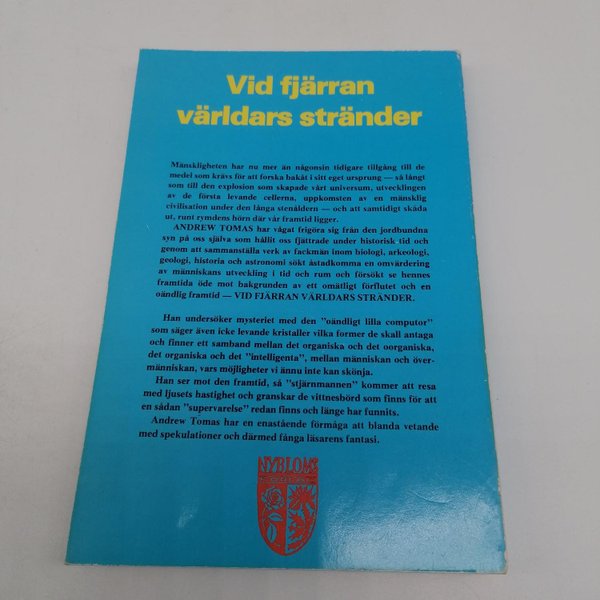 Vid fjärran
världars stränder
Mänskligheten har nu mer än någonsin tidigare tillgång till de
medel som krävs för att forska bakåt i sitt eget ursprung — så långt
som till den explosion som skapade vårt universum, utvecklingen
av de första levande cellerna, uppkomsten av en mänsklig
civilisation under den långa stenåldern — och att samtidigt skåda
ut, runt rymdens hörn där vår framtid ligger.
ANDREW TOMAS har vågat frigöra sig från den jordbundna
syn på oss själva som hållit oss fjättrade under historisk tid och
genom att sammanställa verk av fackmän inom biologi, arkeologi,
geologi, historia och astronomi sökt åstadkomma en omvärdering
av människans utveckling i tid och rum och försökt se hennes
framtida öde mot bakgrunden av ett omätligt förflutet och en
oändlig framtid — VID FJÄRRAN VÄRLDARS STRÄNDER.
Han undersöker mysteriet med den "oändligt lilla computor"
som säger även icke levande kristaller vilka former de skall antaga
och finner ett samband mellan det organiska och det oorganiska,
det organiska och det "intelligenta", mellan människan och över-
människan, vars möjligheter vi ännu inte kan skönja.
Han ser mot den framtid, så "stjärnmannen" kommer att resa
med ljusets hastighet och granskar de vittnesbörd som finns för att
en sådan "supervarelse" redan finns och länge har funnits.
Andrew Tomas har en enastående förmåga att blanda vetande
med spekulationer och därmed fånga läsarens fantasi.
NYBLOMS